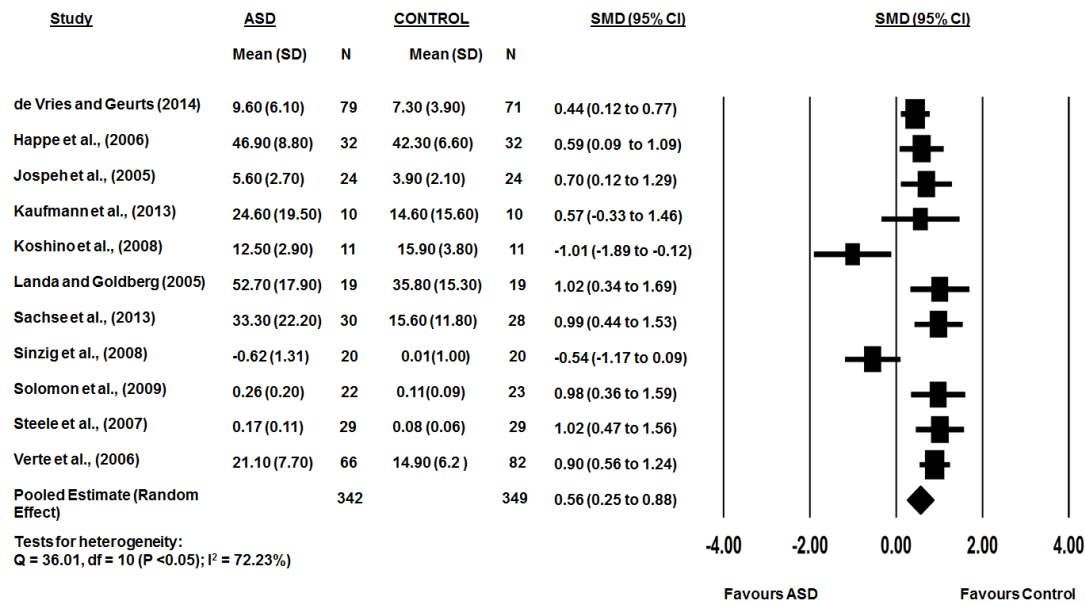 Study ASD CONTROL SMD (95% CI) SMD (95% CI)
Mean (SD) N Mean (SD) N
de Vries and Geurts (2014) 9.60 (6.10) 79 7.30 (3.90) 71 0.44 (0.12 to 0.77)
Happe et al., (2006) 46.90 (8.80) 32 42.30 (6.60) 32 0.59 (0.09 to 1.09)
Jospeh et al., (2005) 5.60 (2.70) 24 3.90 (2.10) 24 0.70 (0.12 to 1.29)
Kaufmann et al., (2013) 24.60 (19.50) 10 14.60 (15.60) 10 0.57 (-0.33 to 1.46)
Koshino et al., (2008) 12.50 (2.90) 11 15.90 (3.80) 11 -1.01 (-1.89 to -0.12)
Landa and Goldberg (2005) 52.70 (17.90) 19 35.80 (15.30) 19 1.02 (0.34 to 1.69)
Sachse et al., (2013) 33.30 (22.20) 30 15.60 (11.80) 28 0.99 (0.44 to 1.53)
Sinzig et al., (2008) -0.62 (1.31) 20 0.01 (1.00) 20 -0.54 (-1.17 to 0.09)
Solomon et al., (2009) 0.26 (0.20) 22 0.11 (0.09) 23 0.98 (0.36 to 1.59)
Steele et al., (2007) 0.17 (0.11) 29 0.08 (0.06) 29 1.02 (0.47 to 1.56)
Verte et al., (2006) 21.10 (7.70) 66 14.90 (6.2 ) 82 0.90 (0.56 to 1.24)
Pooled Estimate (Random 342 349 0.56 (0.25 to 0.88)
Effect)
Tests for heterogeneity:
Q = 36.01, df = 10 (P <0.05); I² = 72.23%)
-4.00 -2.00 0.00 2.00 4.00
Favours ASD Favours Control